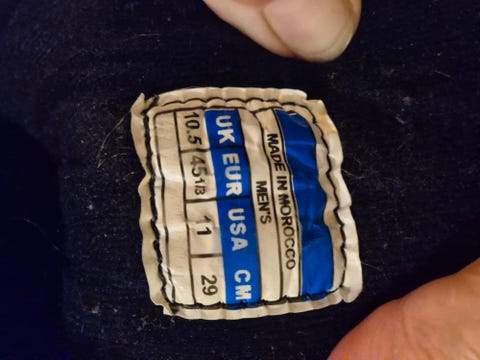 MADE IN MOROCCO
MEN'S
UK EUR USA CM
10.5 45 1/3 11 29